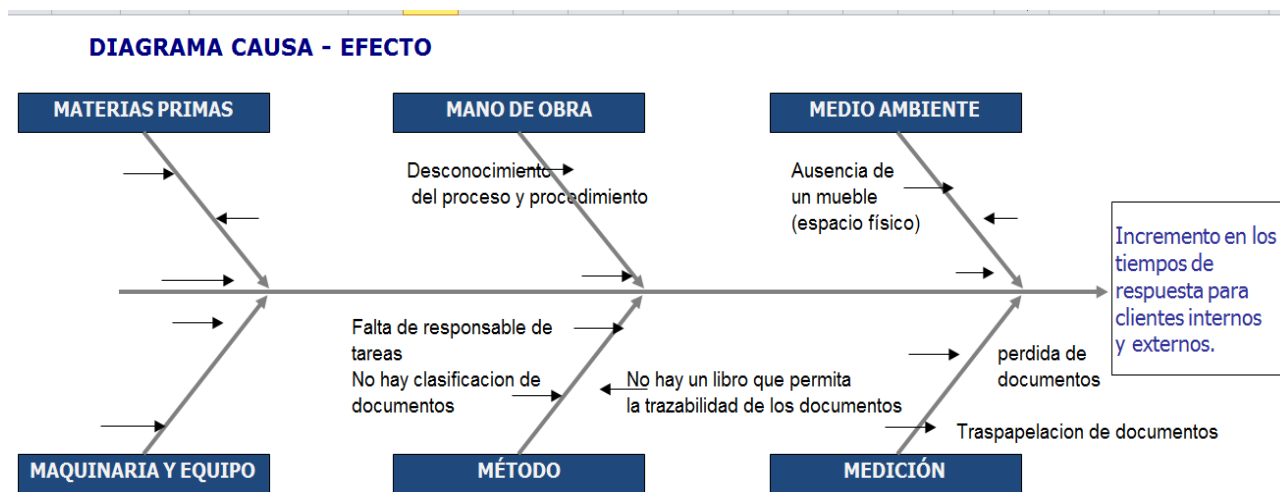 DIAGRAMA CAUSA - EFECTO
MATERIAS PRIMAS
MANO DE OBRA
MEDIO AMBIENTE
Desconocimiento
del proceso y procedimiento
Ausencia de
un mueble
(espacio físico)
Incremento en los
tiempos de
respuesta para
clientes internos
y externos.
Falta de responsable de
tareas
No hay clasificacion de
documentos
No hay un libro que permita
la trazabilidad de los documentos
perdida de
documentos
Traspapelacion de documentos
MAQUINARIA Y EQUIPO
MÉTODO
MEDICIÓN